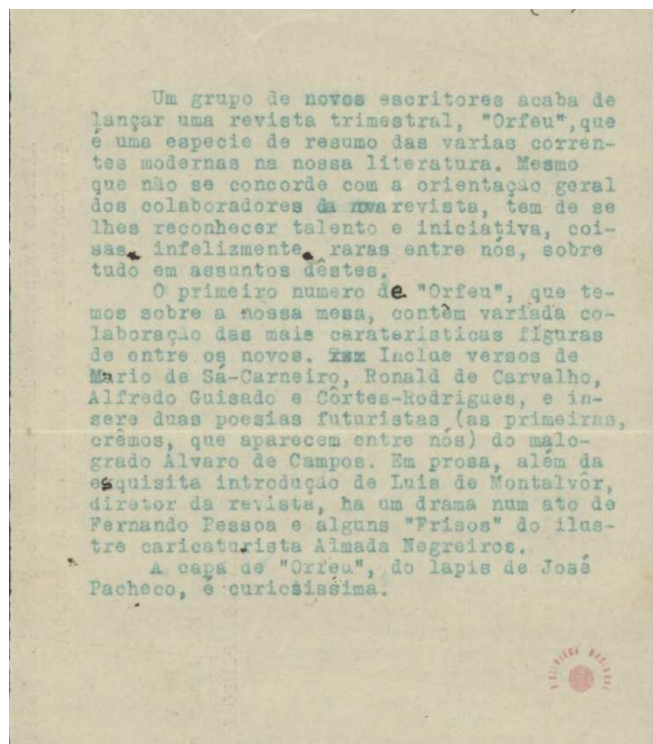 Um grupo de novos escritores acaba de
lançar uma revista trimestral, "Orfeu",que
é uma especie de resumo das varias corren-
tes modernas na nossa literatura. Mesmo
que não se concorde com a orientação geral
dos colaboradores da nova revista, tem de se
lhes reconhecer talento e iniciativa, coi-
sas, infelizmente, raras entre nós, sobre
tudo em assuntos dêstes.
O primeiro numero de "Orfeu", que te-
mos sobre a nossa mesa, contêm variada co-
laboração das mais carateristicas figuras
de entre os novos. Inclue versos de
Mario de Sá-Carneiro, Ronald de Carvalho,
Alfredo Guisado e Côrtes-Rodrigues, e in-
sere duas poesias futuristas (as primeiras,
crêmos, que aparecem entre nós) do malo-
grado Alvaro de Campos. Em prosa, além da
esquisita introdução de Luis de Montalvôr,
diretor da revista, ha um drama num ato de
Fernando Pessoa e alguns "Frisos" do ilus-
tre caricaturista Almada Negreiros.
A capa de "Orfeu", do lapis de José
Pacheco, é curiosissima.
BIBLIOTECA NACIONAL